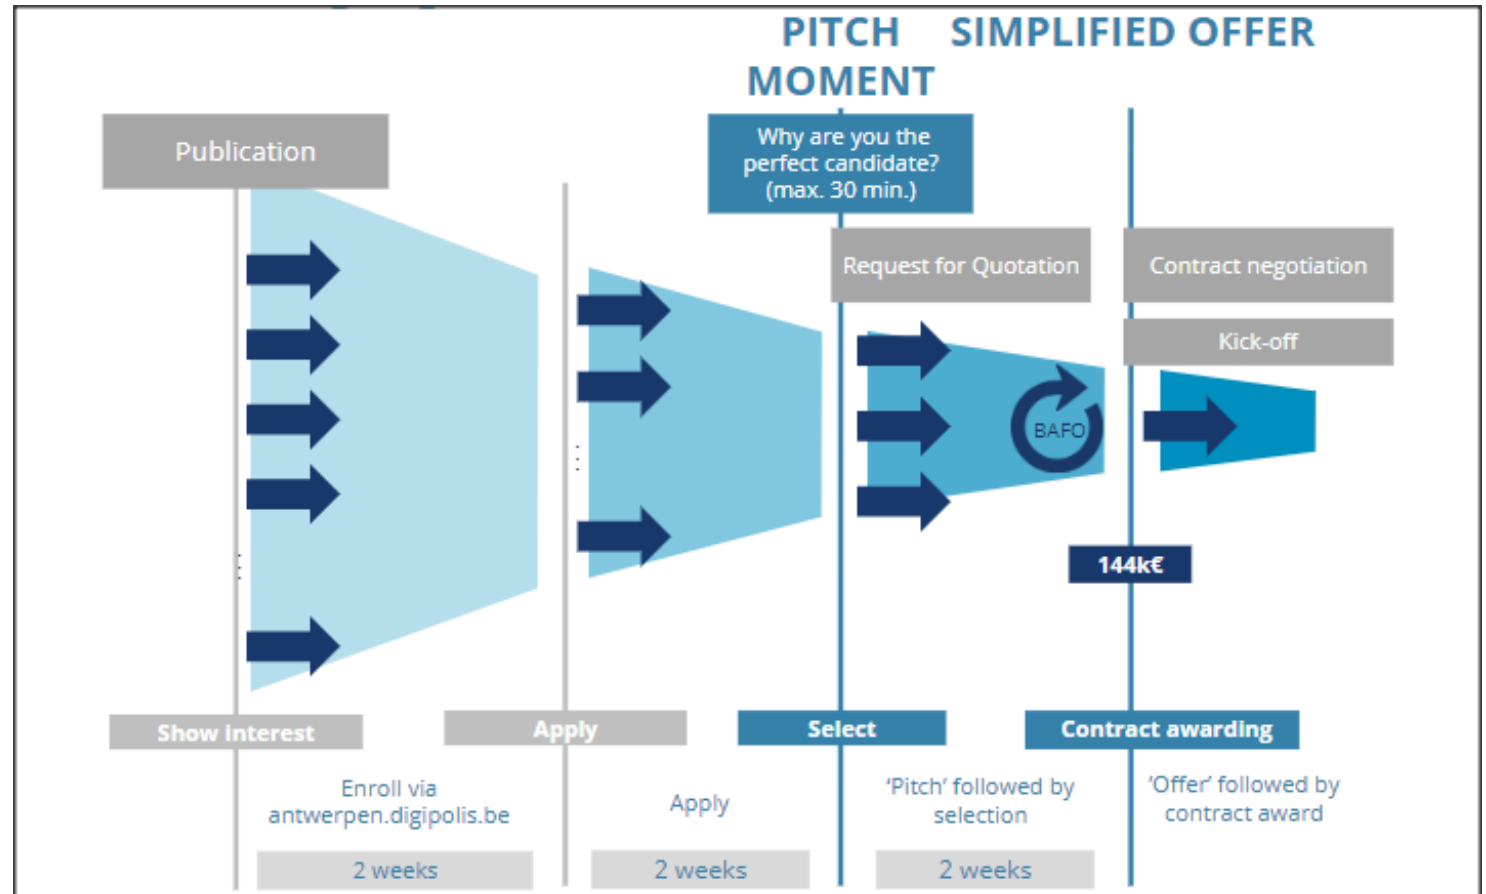 PITCH
MOMENT
SIMPLIFIED OFFER
Publication
Why are you the
perfect candidate?
(max. 30 min.)
Request for Quotation
Contract negotiation
Kick-off
BAFO
144k€
Show interest
Apply
Select
Contract awarding
Enroll via
antwerpen.digipolis.be
Apply
‘Pitch’ followed by
selection
‘Offer’ followed by
contract award
2 weeks
2 weeks
2 weeks